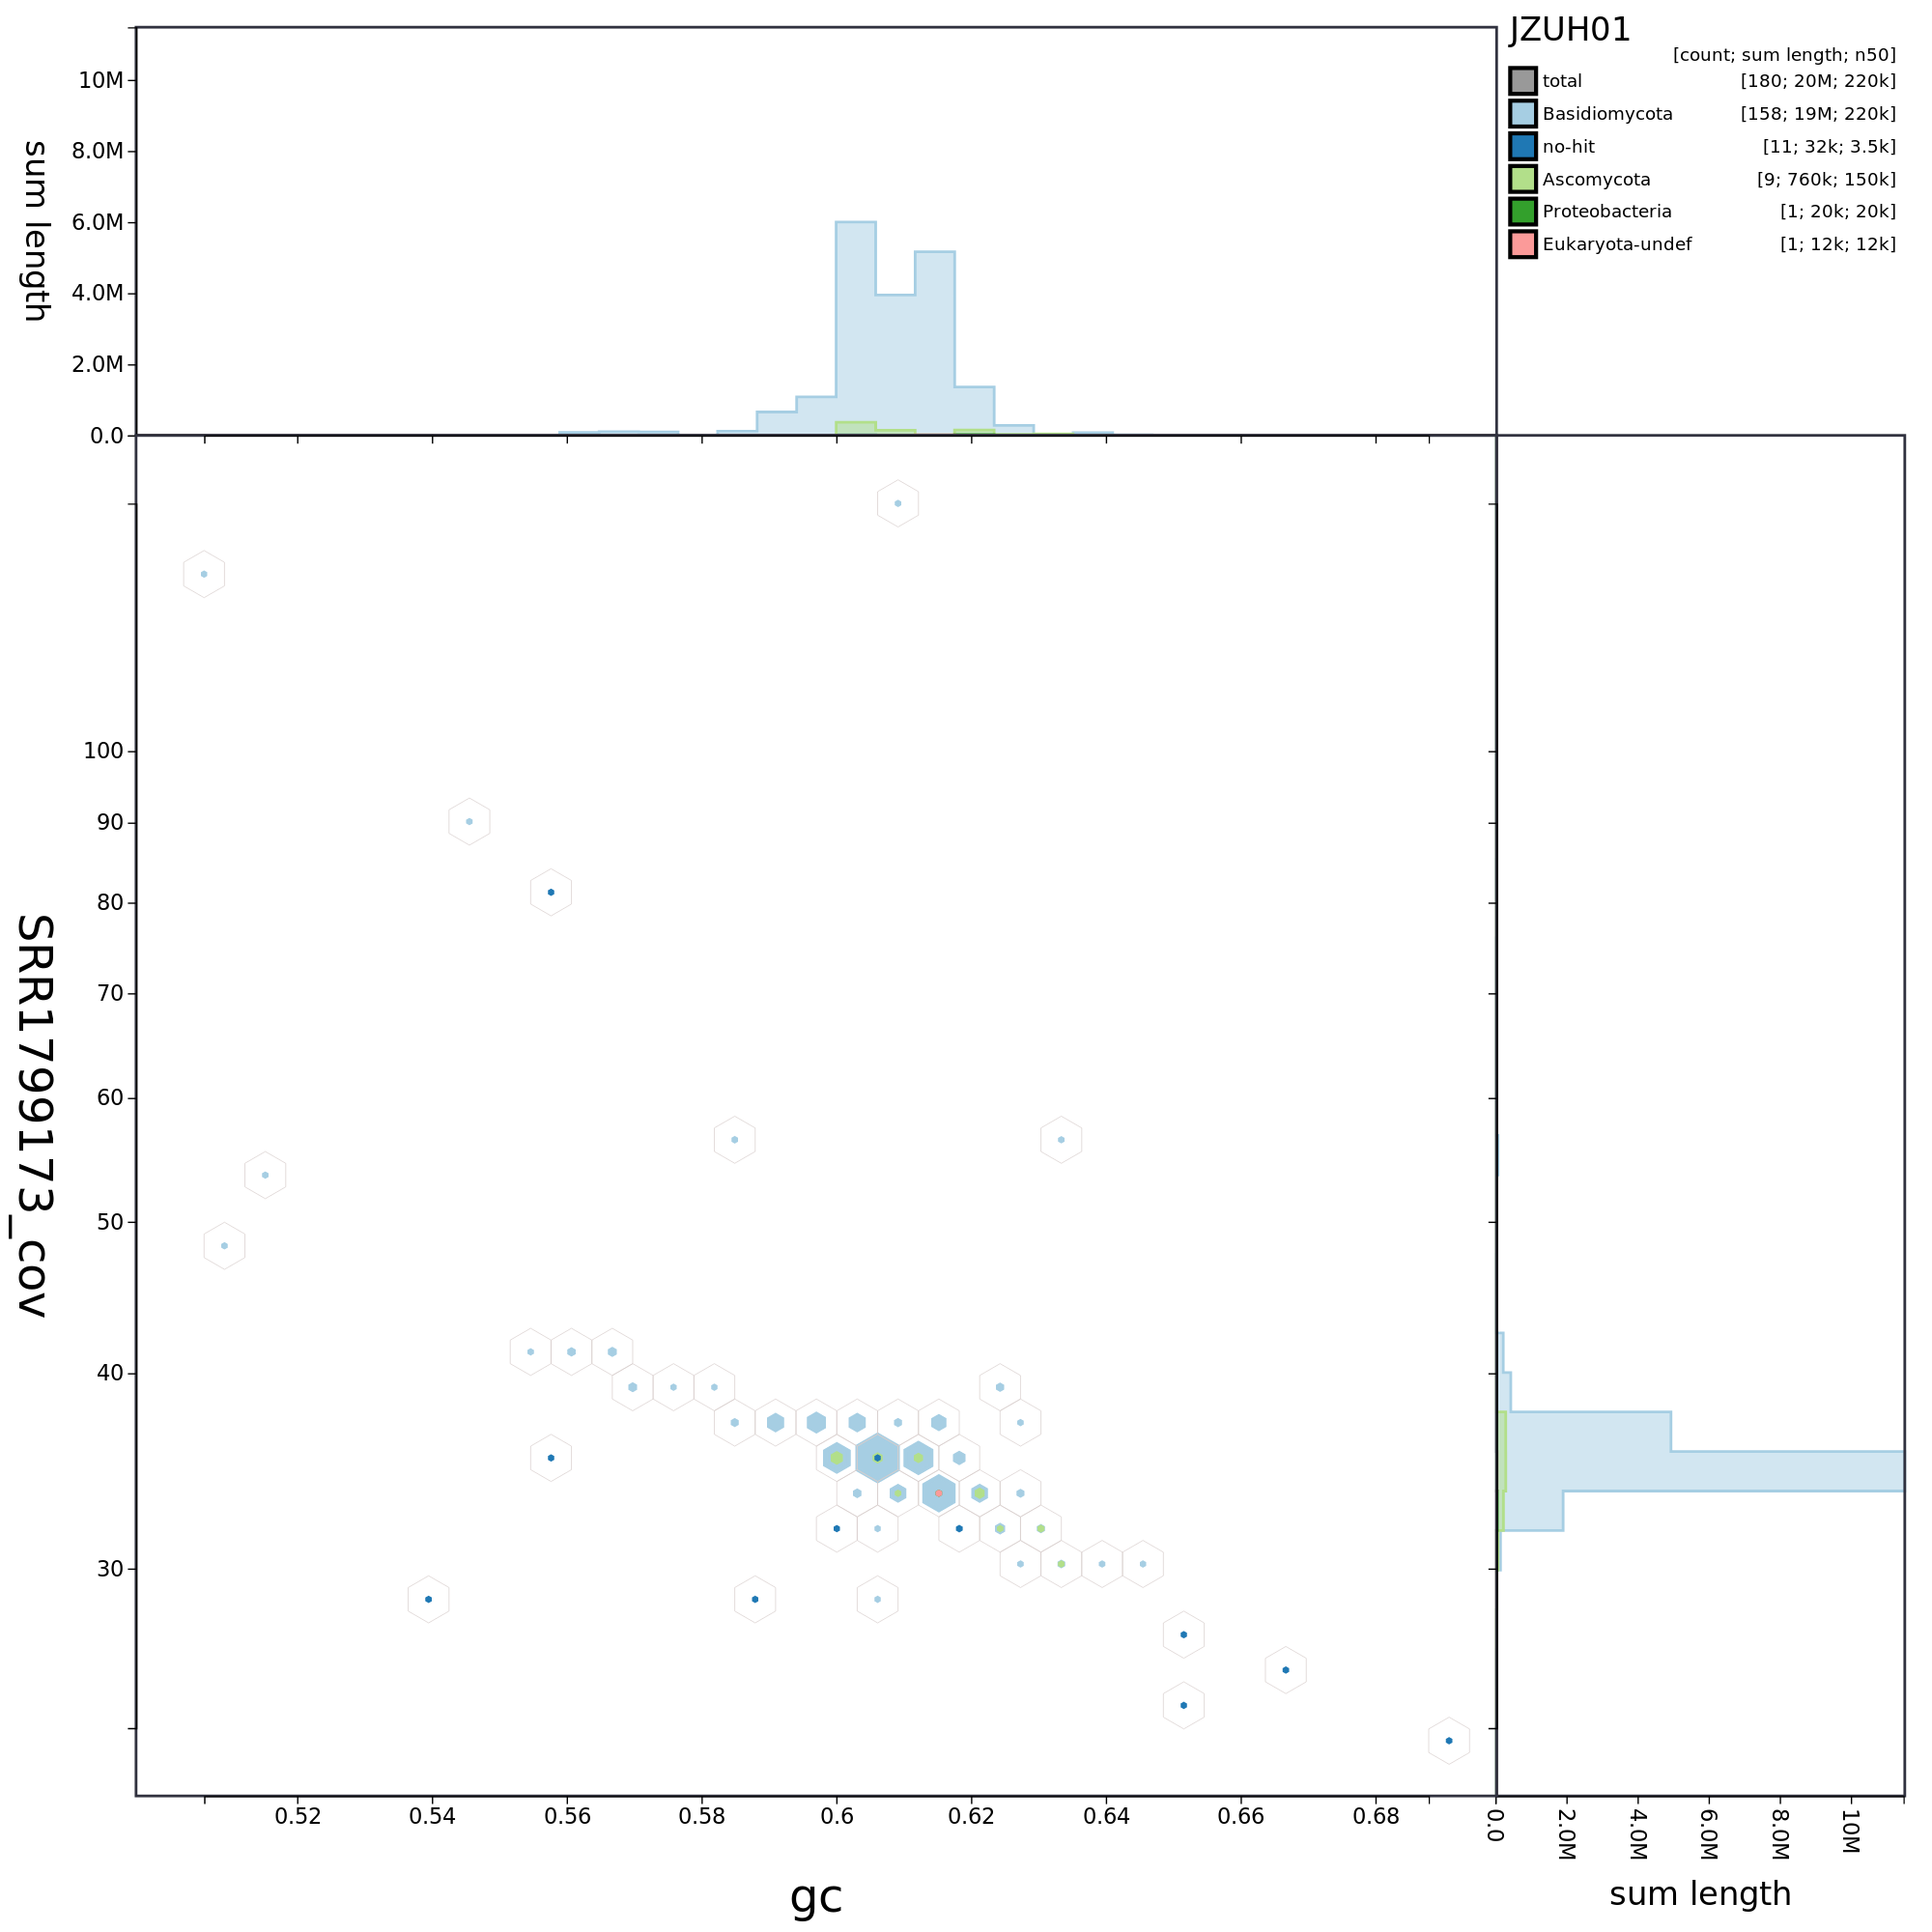 JZUH01
[count; sum length; n50]
total [180; 20M; 220k]
Basidiomycota [158; 19M; 220k]
no-hit [11; 32k; 3.5k]
Ascomycota [9; 760k; 150k]
Proteobacteria [1; 20k; 20k]
Eukaryota-undef [1; 12k; 12k]
sum length
10M
8.0M
6.0M
4.0M
2.0M
0.0
SRR1799173_cov
100
90
80
70
60
50
40
30
0.52 0.54 0.56 0.58 0.6 0.62 0.64 0.66 0.68
gc
0.0 2.0M 4.0M 6.0M 8.0M 10M
sum length